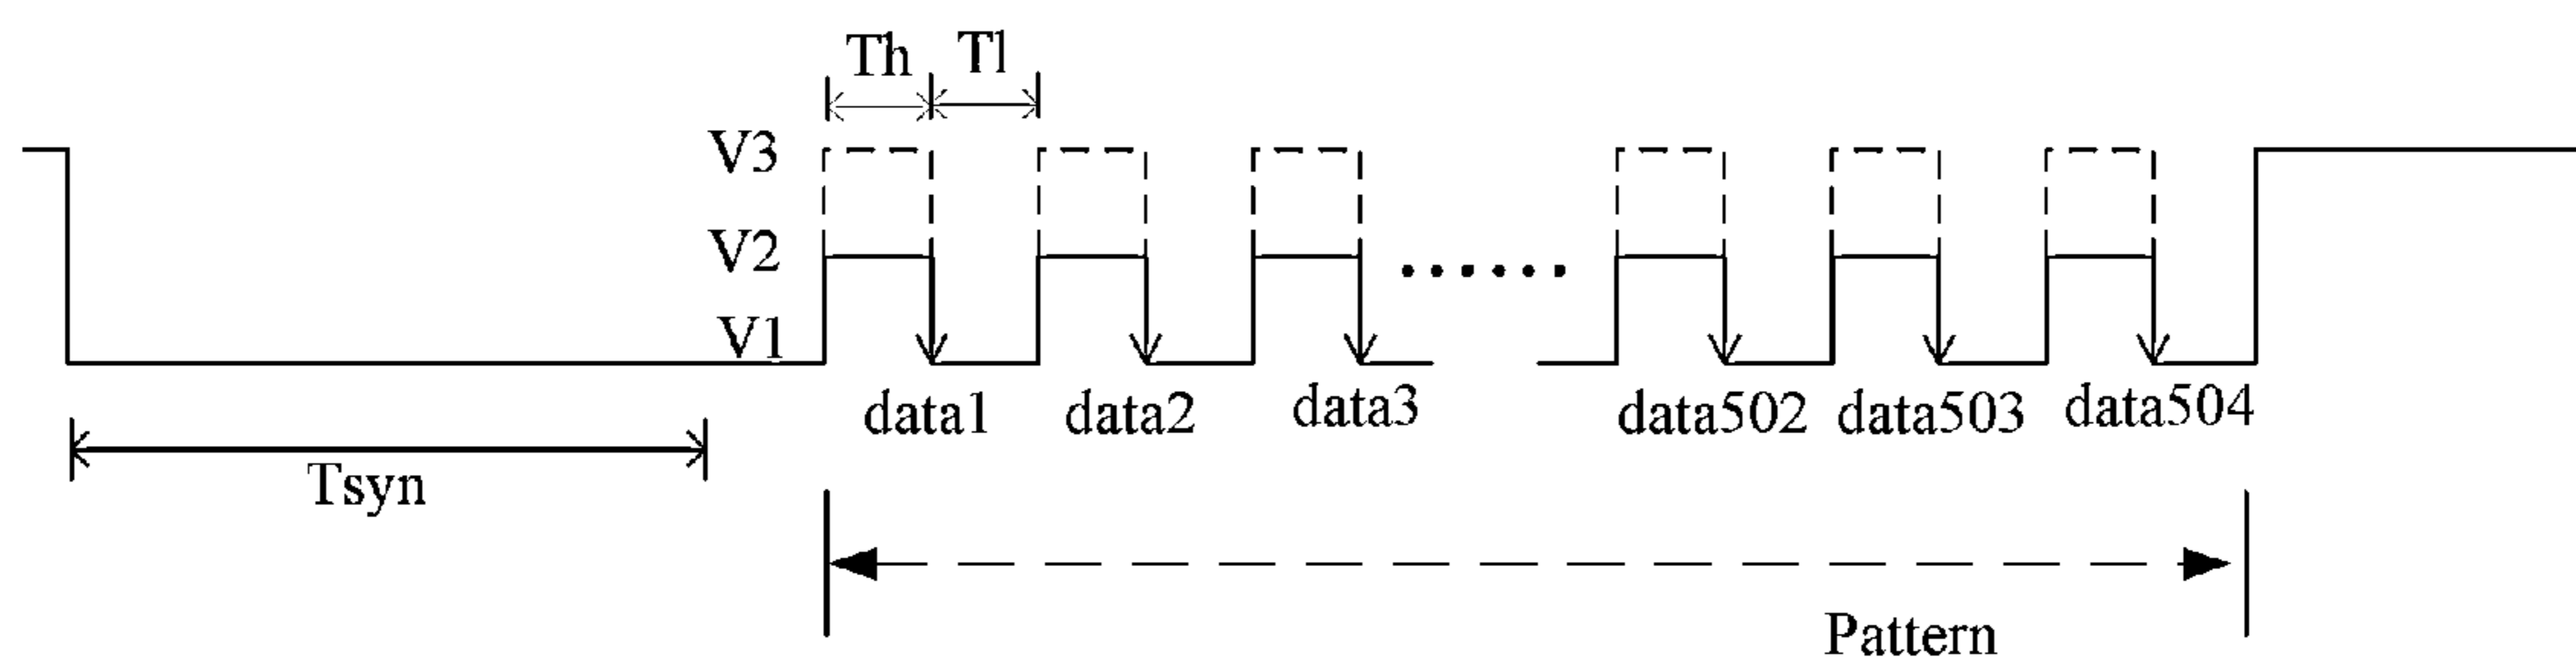 Th Tl
V3
V2
V1
data1 data2 data3 data502 data503 data504
Tsyn
Pattern